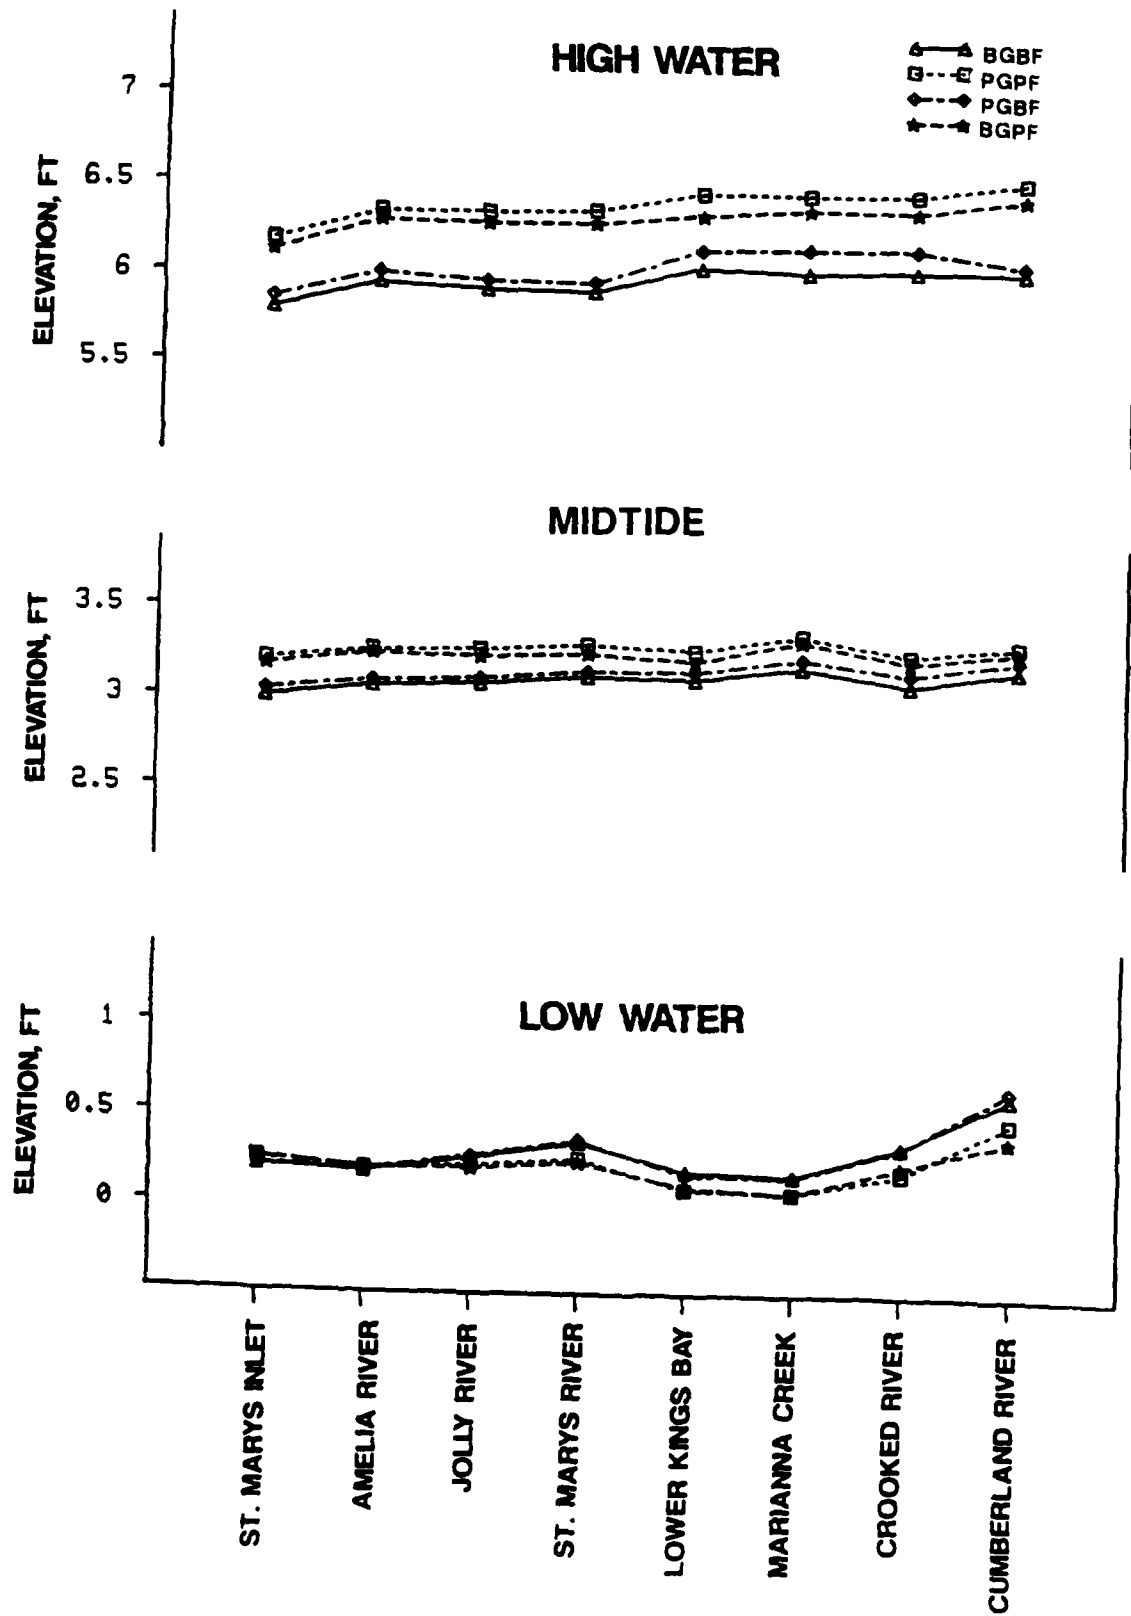 HIGH WATER
BGBF
PGPF
PGBF
BGPF
ELEVATION, FT
7
6.5
6
5.5
MIDTIDE
ELEVATION, FT
3.5
3
2.5
LOW WATER
ELEVATION, FT
1
0.5
0
ST. MARYS INLET
AMELIA RIVER
JOLLY RIVER
ST. MARYS RIVER
LOWER KINGS BAY
MARIANNA CREEK
CROOKED RIVER
CUMBERLAND RIVER